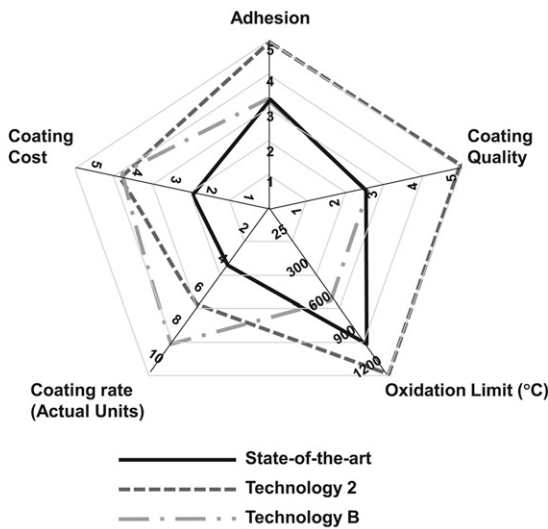 Adhesion
5
4
3
2
1
Coating
Quality
1
2
3
4
5
Oxidation Limit (°C)
25
300
600
900
1200
Coating rate
(Actual Units)
2
4
6
8
10
Coating
Cost
1
2
3
4
5
State-of-the-art
Technology 2
Technology B